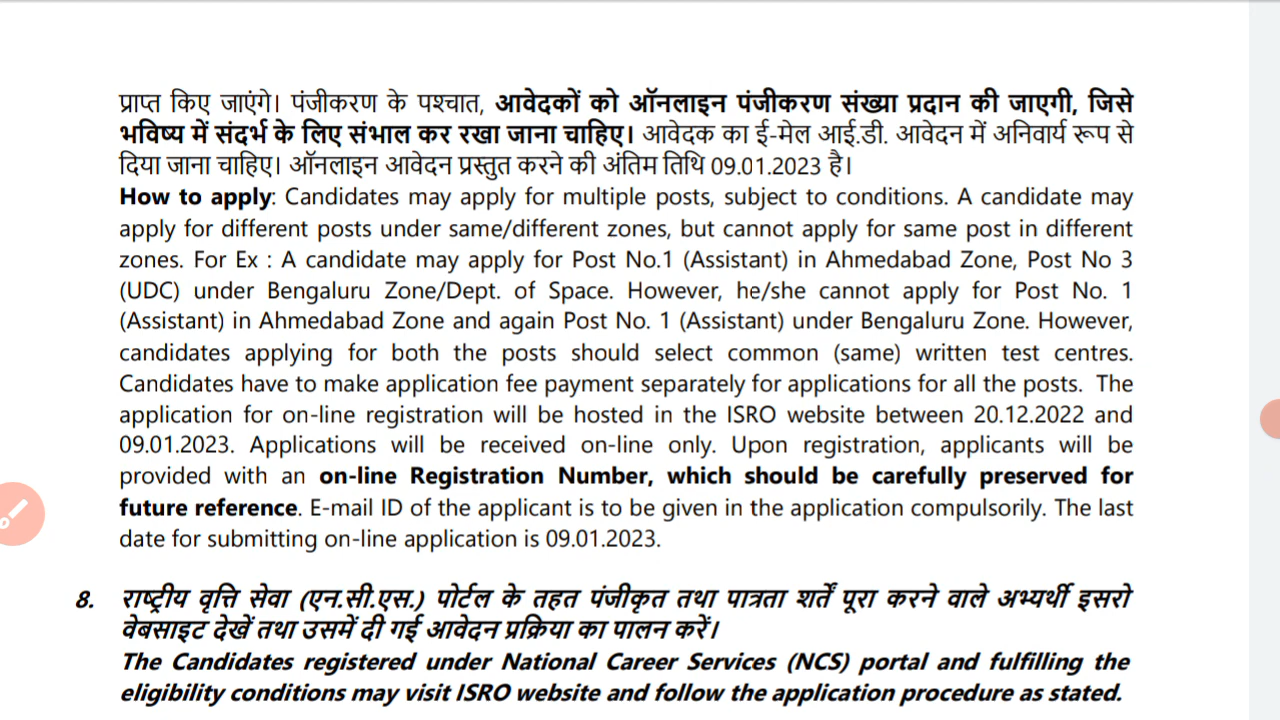 प्राप्त किए जाएंगे। पंजीकरण के पश्चात, आवेदकों को ऑनलाइन पंजीकरण संख्या प्रदान की जाएगी, जिसे
भविष्य में संदर्भ के लिए संभाल कर रखा जाना चाहिए। आवेदक का ई-मेल आई.डी. आवेदन में अनिवार्य रूप से
दिया जाना चाहिए। ऑनलाइन आवेदन प्रस्तुत करने की अंतिम तिथि 09.01.2023 है।
How to apply: Candidates may apply for multiple posts, subject to conditions. A candidate may
apply for different posts under same/different zones, but cannot apply for same post in different
zones. For Ex : A candidate may apply for Post No.1 (Assistant) in Ahmedabad Zone, Post No 3
(UDC) under Bengaluru Zone/Dept. of Space. However, he/she cannot apply for Post No. 1
(Assistant) in Ahmedabad Zone and again Post No. 1 (Assistant) under Bengaluru Zone. However,
candidates applying for both the posts should select common (same) written test centres.
Candidates have to make application fee payment separately for applications for all the posts. The
application for on-line registration will be hosted in the ISRO website between 20.12.2022 and
09.01.2023. Applications will be received on-line only. Upon registration, applicants will be
provided with an on-line Registration Number, which should be carefully preserved for
future reference. E-mail ID of the applicant is to be given in the application compulsorily. The last
date for submitting on-line application is 09.01.2023.
8. राष्ट्रीय वृत्ति सेवा (एन.सी.एस.) पोर्टल के तहत पंजीकृत तथा पात्रता शर्तें पूरा करने वाले अभ्यर्थी इसरो
वेबसाइट देखें तथा उसमें दी गई आवेदन प्रक्रिया का पालन करें।
The Candidates registered under National Career Services (NCS) portal and fulfilling the
eligibility conditions may visit ISRO website and follow the application procedure as stated.